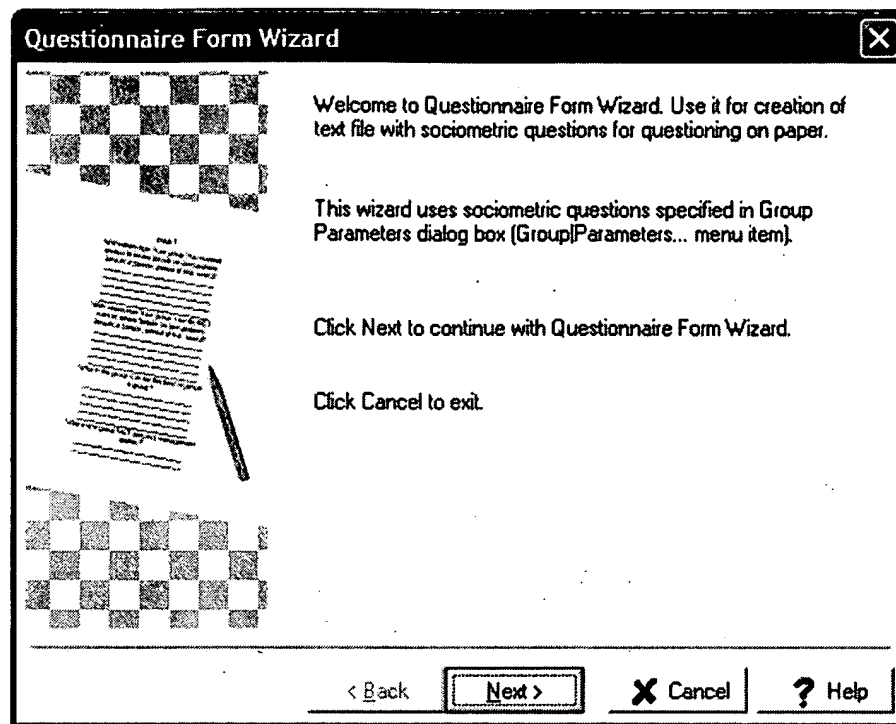 Questionnaire Form Wizard
Welcome to Questionnaire Form Wizard. Use it for creation of
text file with sociometric questions for questioning on paper.
This wizard uses sociometric questions specified in Group
Parameters dialog box (Group|Parameters... menu item).
Click Next to continue with Questionnaire Form Wizard.
Click Cancel to exit.
< Back
Next >
Cancel
? Help